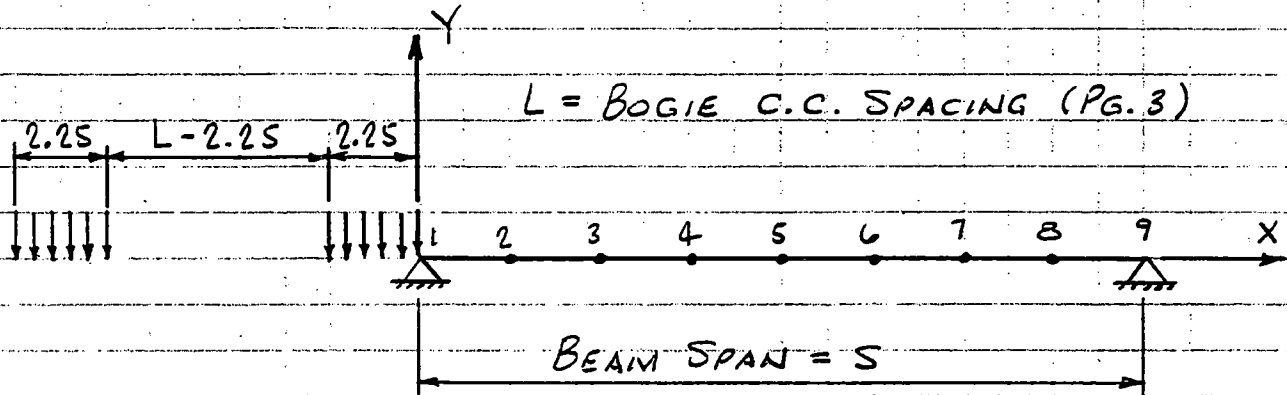 Y
L = BOGIE C.C. SPACING (PG. 3)
2.25 L-2.25 2.25
1 2 3 4 5 6 7 8 9 X
BEAM SPAN = S